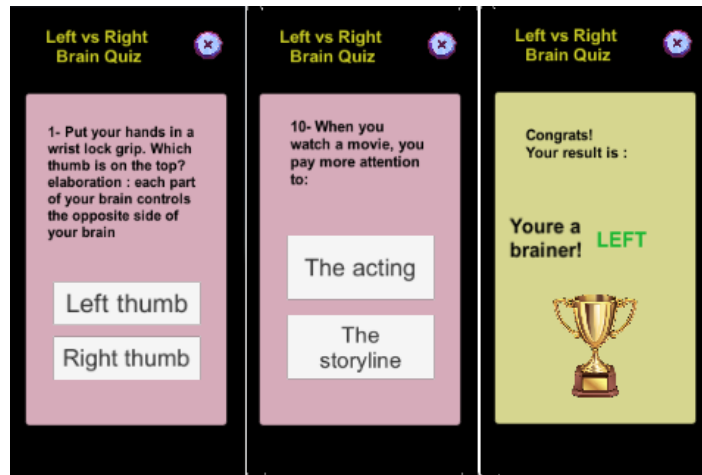 Left vs Right
Brain Quiz
1- Put your hands in a
wrist lock grip. Which
thumb is on the top?
elaboration : each part
of your brain controls
the opposite side of
your brain
Left thumb
Right thumb
Left vs Right
Brain Quiz
10- When you
watch a movie, you
pay more attention
to:
The acting
The
storyline
Left vs Right
Brain Quiz
Congrats!
Your result is :
Youre a
brainer!
LEFT